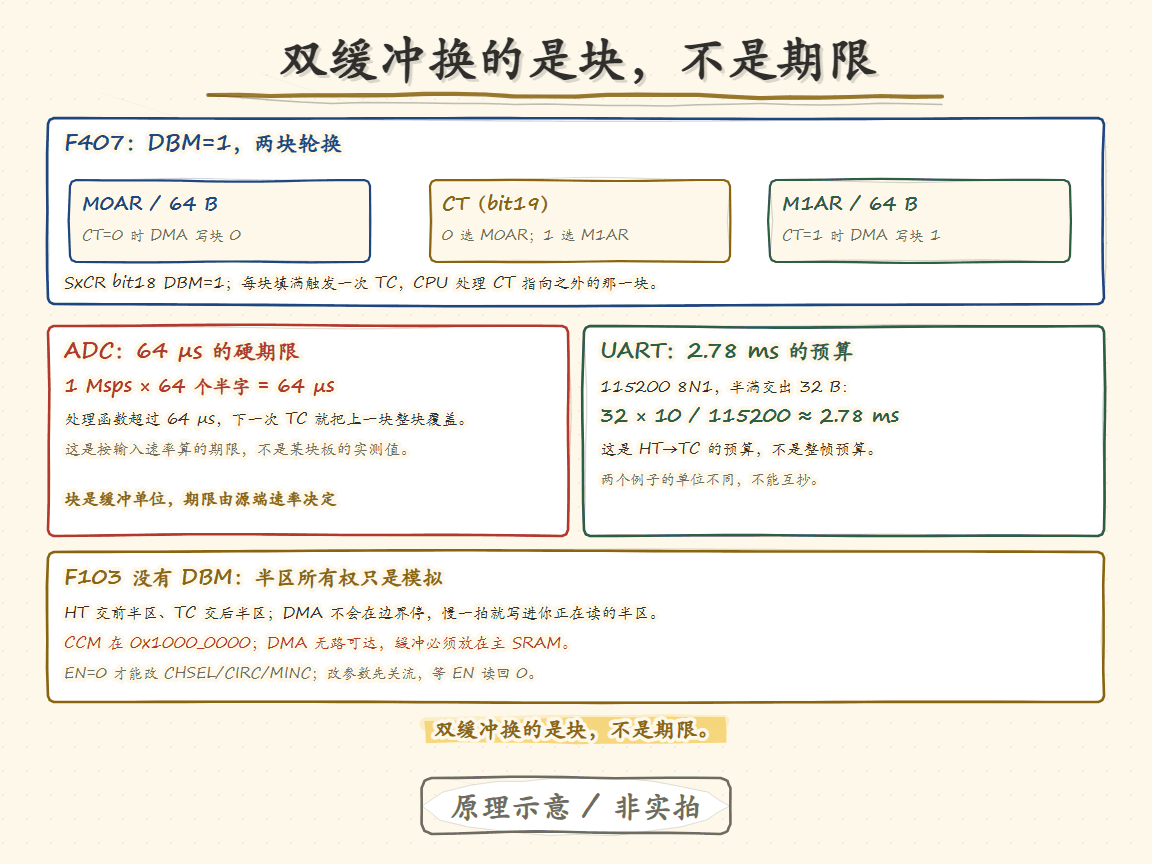 双缓冲换的是块，不是期限
F407：DBM=1，两块轮换
M0AR / 64 B
CT=0 时 DMA 写块 0
CT（bit19）
0 选 M0AR；1 选 M1AR
M1AR / 64 B
CT=1 时 DMA 写块 1
SxCR bit18 DBM=1；每块填满触发一次 TC，CPU 处理 CT 指向之外的那一块。
ADC：64 μs 的硬期限
1 Msps × 64 个半字 = 64 μs
处理函数超过 64 μs，下一次 TC 就把上一块整块覆盖。
这是按输入速率算的期限，不是某块板的实测值。
块是缓冲单位，期限由源端速率决定
UART：2.78 ms 的预算
115200 8N1，半满交出 32 B：
32 × 10 / 115200 ≈ 2.78 ms
这是 HT→TC 的预算，不是整帧预算。
两个例子的单位不同，不能互抄。
F103 没有 DBM：半区所有权只是模拟
HT 交前半区、TC 交后半区；DMA 不会在边界停，慢一拍就写进你正在读的半区。
CCM 在 0x1000_0000；DMA 无路可达，缓冲必须放在主 SRAM。
EN=0 才能改 CHSEL/CIRC/MINC；改参数先关流，等 EN 读回 0。
双缓冲换的是块，不是期限。
原理示意 / 非实拍